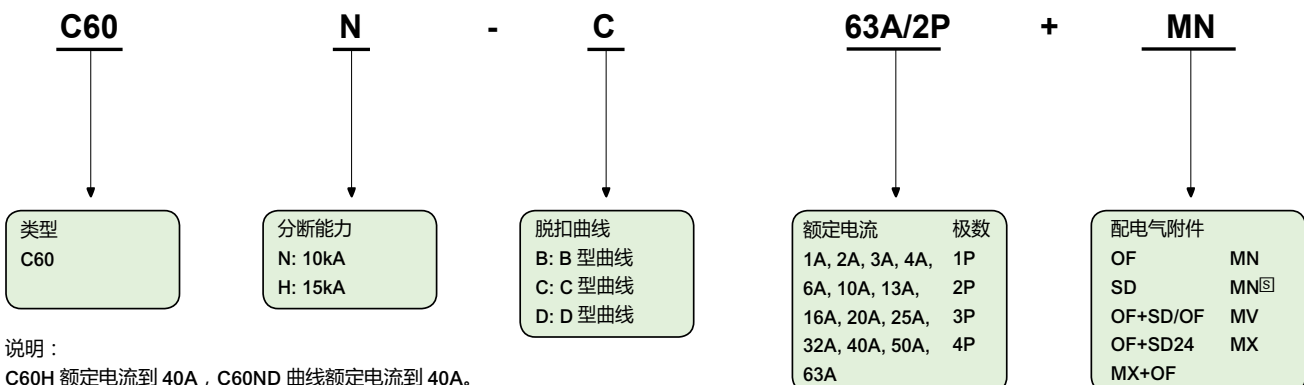 C60 N - C 63A/2P + MN
类型
C60
分断能力
N: 10kA
H: 15kA
脱扣曲线
B: B 型曲线
C: C 型曲线
D: D 型曲线
额定电流 极数
1A, 2A, 3A, 4A, 1P
6A, 10A, 13A, 2P
16A, 20A, 25A, 3P
32A, 40A, 50A, 4P
63A
配电气附件
OF MN
SD MN🅂
OF+SD/OF MV
OF+SD24 MX
MX+OF
说明：
C60H 额定电流到 40A，C60ND 曲线额定电流到 40A。